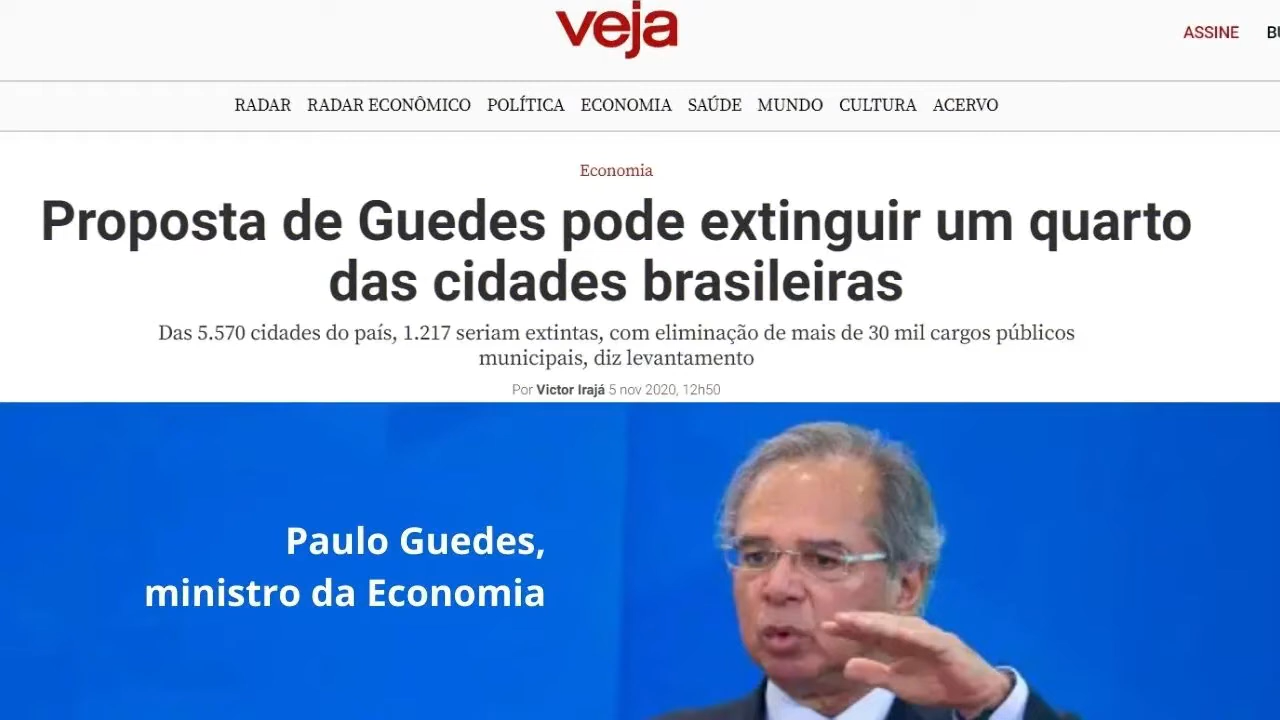 veja
ASSINE
RADAR RADAR ECONÔMICO POLÍTICA ECONOMIA SAÚDE MUNDO CULTURA ACERVO
Economia
Proposta de Guedes pode extinguir um quarto
das cidades brasileiras
Das 5.570 cidades do país, 1.217 seriam extintas, com eliminação de mais de 30 mil cargos públicos
municipais, diz levantamento
Por Victor Irajá 5 nov 2020, 12h50
Paulo Guedes,
ministro da Economia